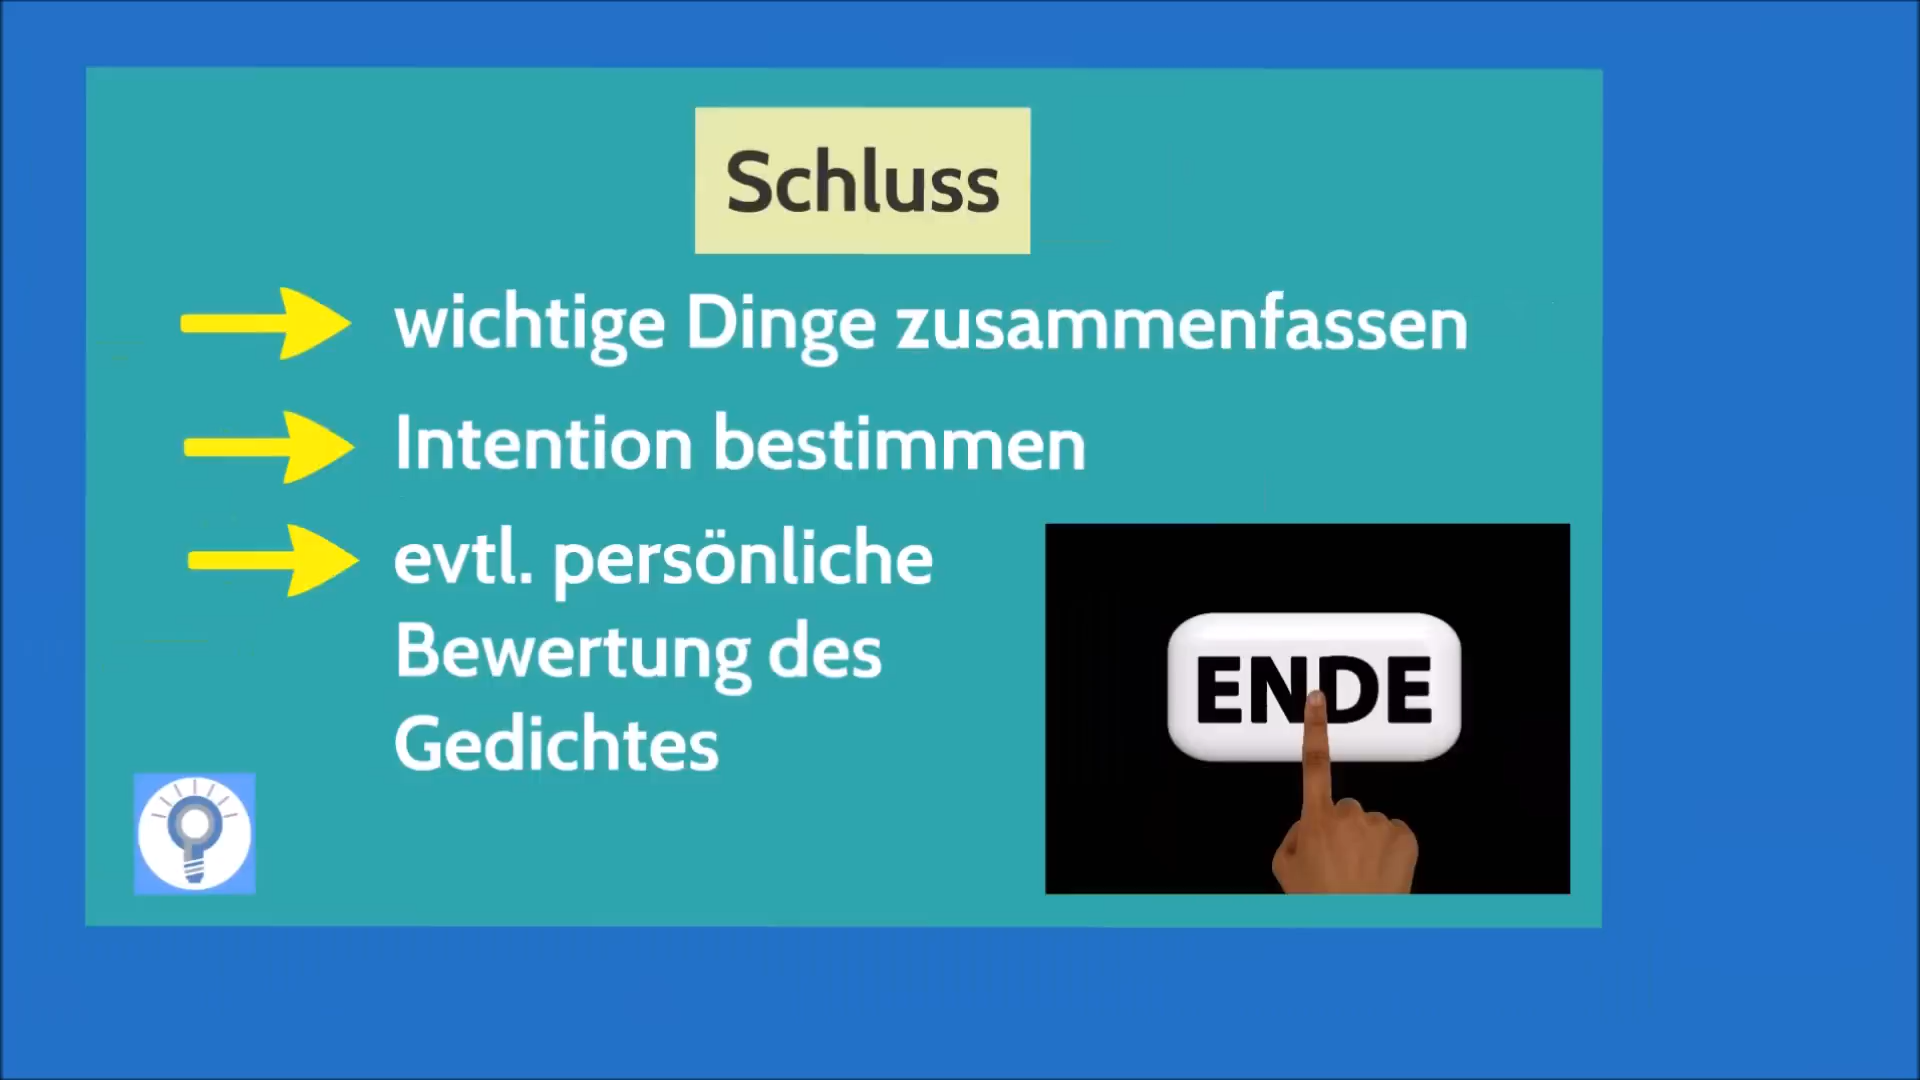 Schluss
wichtige Dinge zusammenfassen
Intention bestimmen
evtl. persönliche
Bewertung des
Gedichtes
ENDE